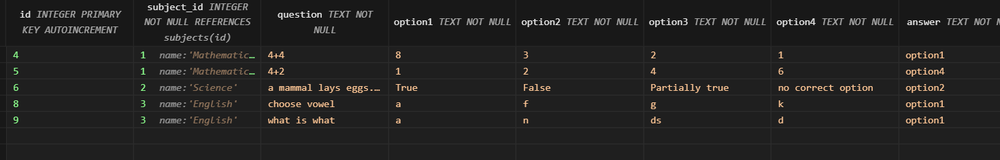 id INTEGER PRIMARY KEY AUTOINCREMENT
subject_id INTEGER NOT NULL REFERENCES subjects(id)
question TEXT NOT NULL
option1 TEXT NOT NULL
option2 TEXT NOT NULL
option3 TEXT NOT NULL
option4 TEXT NOT NULL
answer TEXT NOT N
4 1 name:'Mathematic… 4+4 8 3 2 1 option1
5 1 name:'Mathematic… 4+2 1 2 4 6 option4
6 2 name:'Science' a mammal lays eggs.… True False Partially true no correct option option2
8 3 name:'English' choose vowel a f g k option1
9 3 name:'English' what is what a n ds d option1